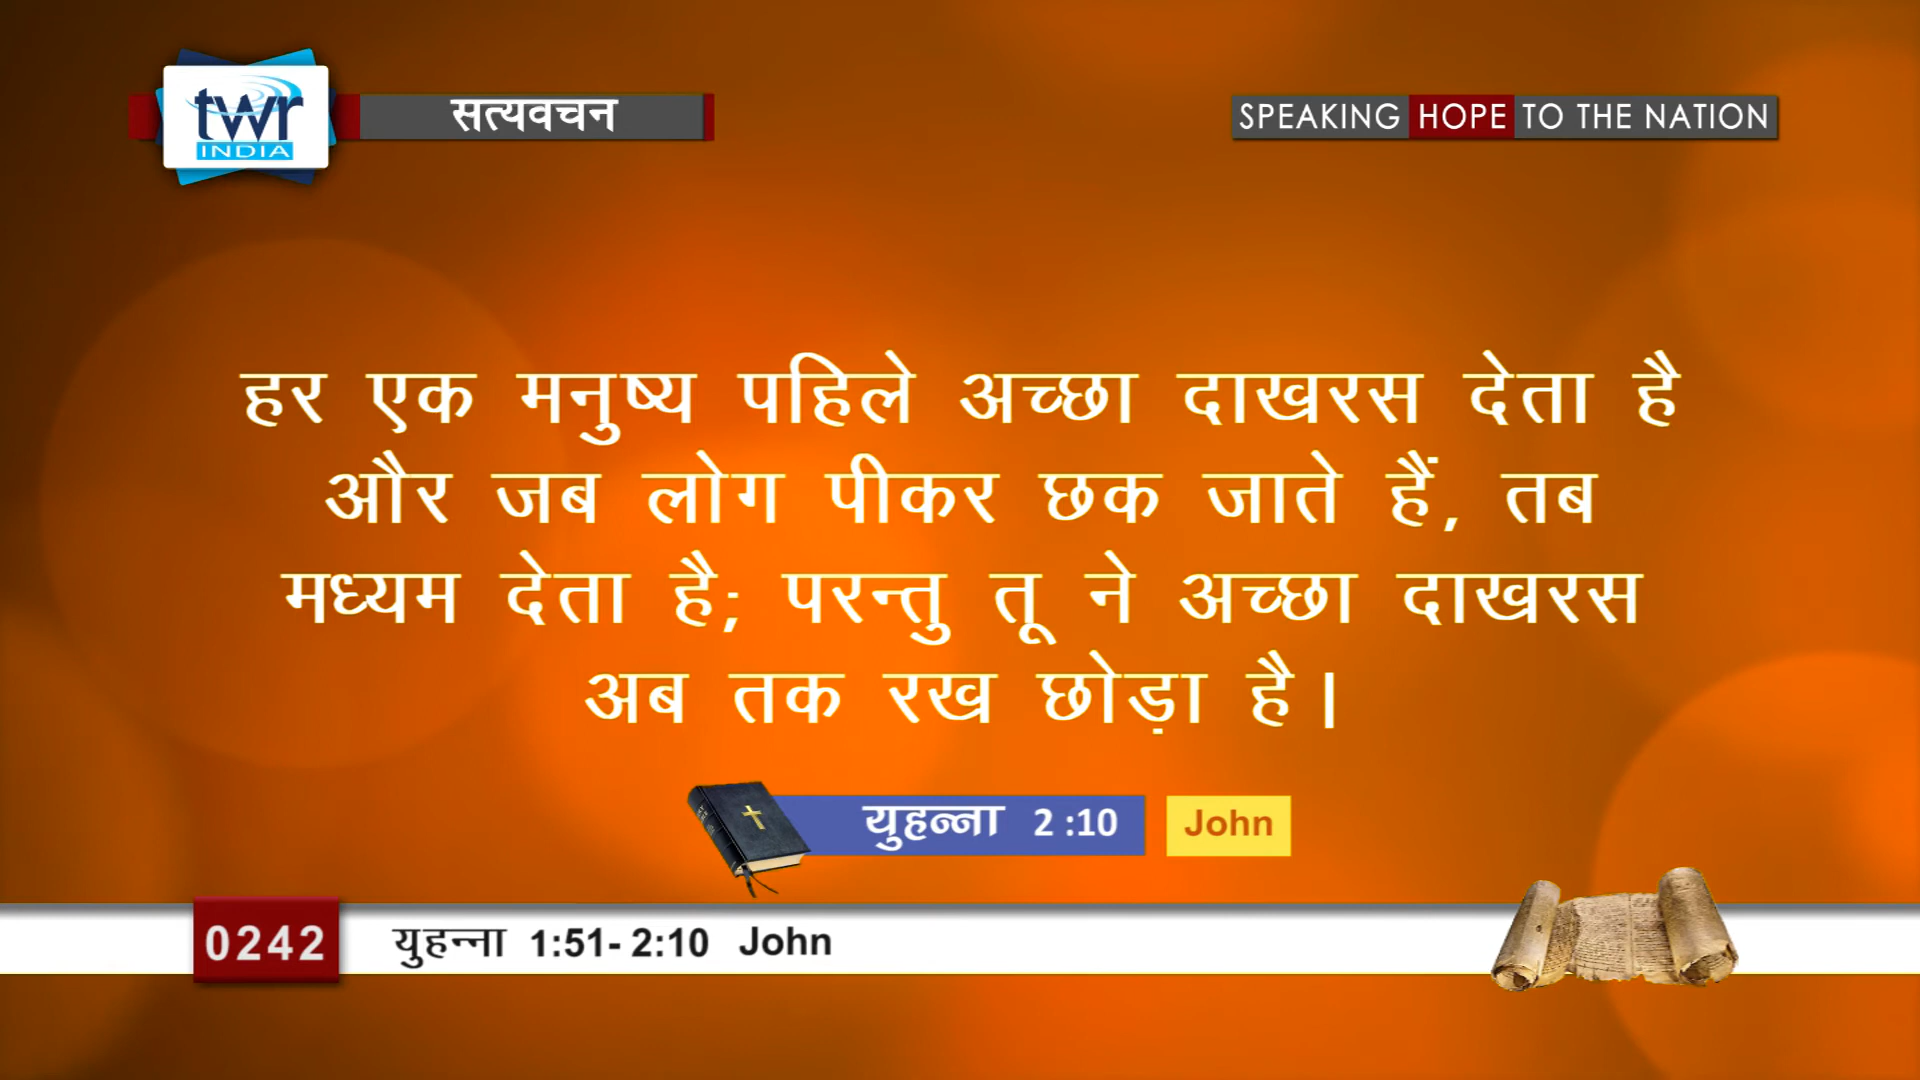 twr
INDIA
सत्यवचन
SPEAKING HOPE TO THE NATION
हर एक मनुष्य पहिले अच्छा दाखरस देता है
और जब लोग पीकर छक जाते हैं, तब
मध्यम देता है; परन्तु तू ने अच्छा दाखरस
अब तक रख छोड़ा है।
युहन्ना 2 :10 John
0242 युहन्ना 1:51- 2:10 John